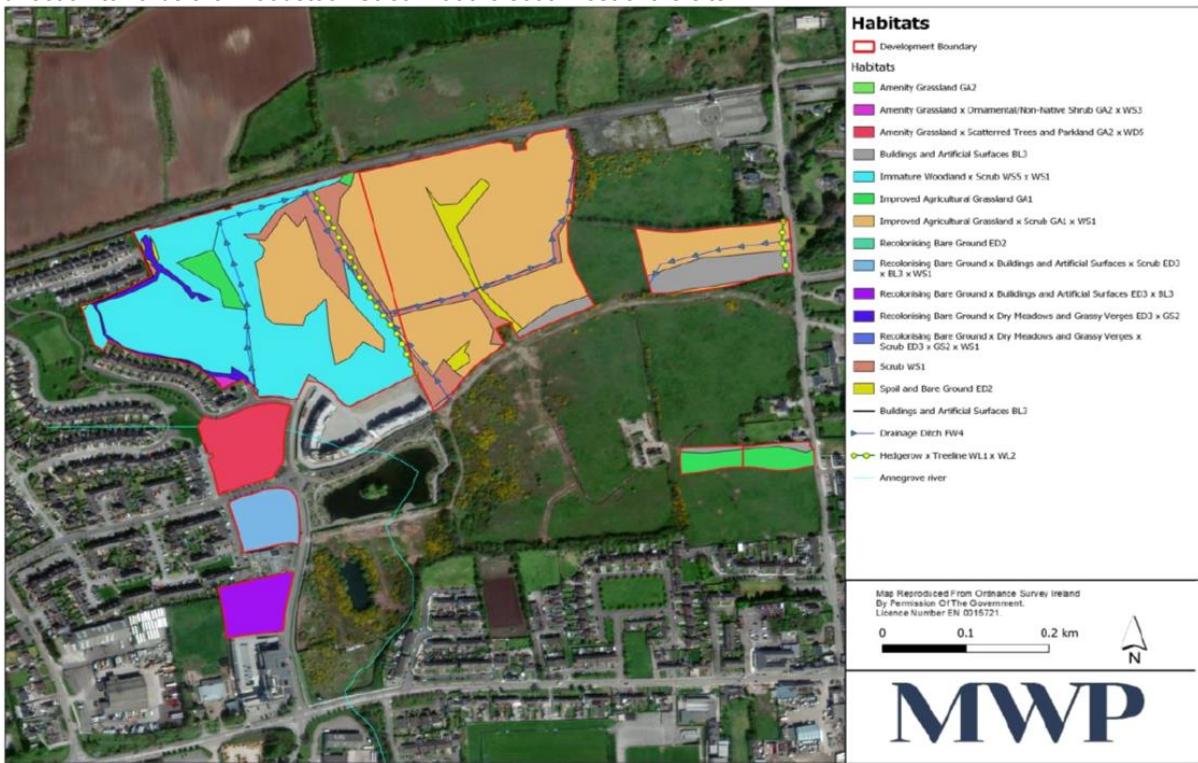 Habitats
Development Boundary
Habitats
Amenity Grassland GA2
Amenity Grassland x Ornamental/Non-Native Shrub GA2 x WS3
Amenity Grassland x Scattered Trees and Parkland GA2 x WD5
Buildings and Artificial Surfaces BL3
Immature Woodland x Scrub WS5 x WS1
Improved Agricultural Grassland GA1
Improved Agricultural Grassland x Scrub GA1 x WS1
Recolonising Bare Ground ED2
Recolonising Bare Ground x Buildings and Artificial Surfaces x Scrub ED3
x BL3 x WS1
Recolonising Bare Ground x Buildings and Artificial Surfaces ED3 x BL3
Recolonising Bare Ground x Dry Meadows and Grassy Verges ED3 x GS2
Recolonising Bare Ground x Dry Meadows and Grassy Verges x
Scrub ED3 x GS2 x WS1
Scrub WS1
Spoil and Bare Ground ED2
Buildings and Artificial Surfaces BL3
Drainage Ditch FW4
Hedgerow x Treeline WL1 x WL2
Annegrove river
Map Reproduced From Ordnance Survey Ireland
By Permission Of The Government.
Licence Number EN 0015721.
0 0.1 0.2 km
N
MWP